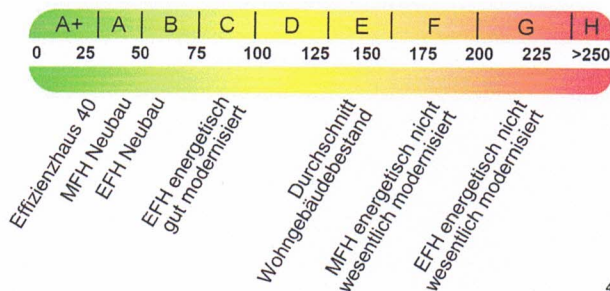 A+ A B C D E F G H
0 25 50 75 100 125 150 175 200 225 >250
Effizienzhaus 40
MFH Neubau
EFH Neubau
EFH energetisch
gut modernisiert
Durchschnitt
Wohngebäudebestand
MFH energetisch nicht
wesentlich modernisiert
EFH energetisch nicht
wesentlich modernisiert